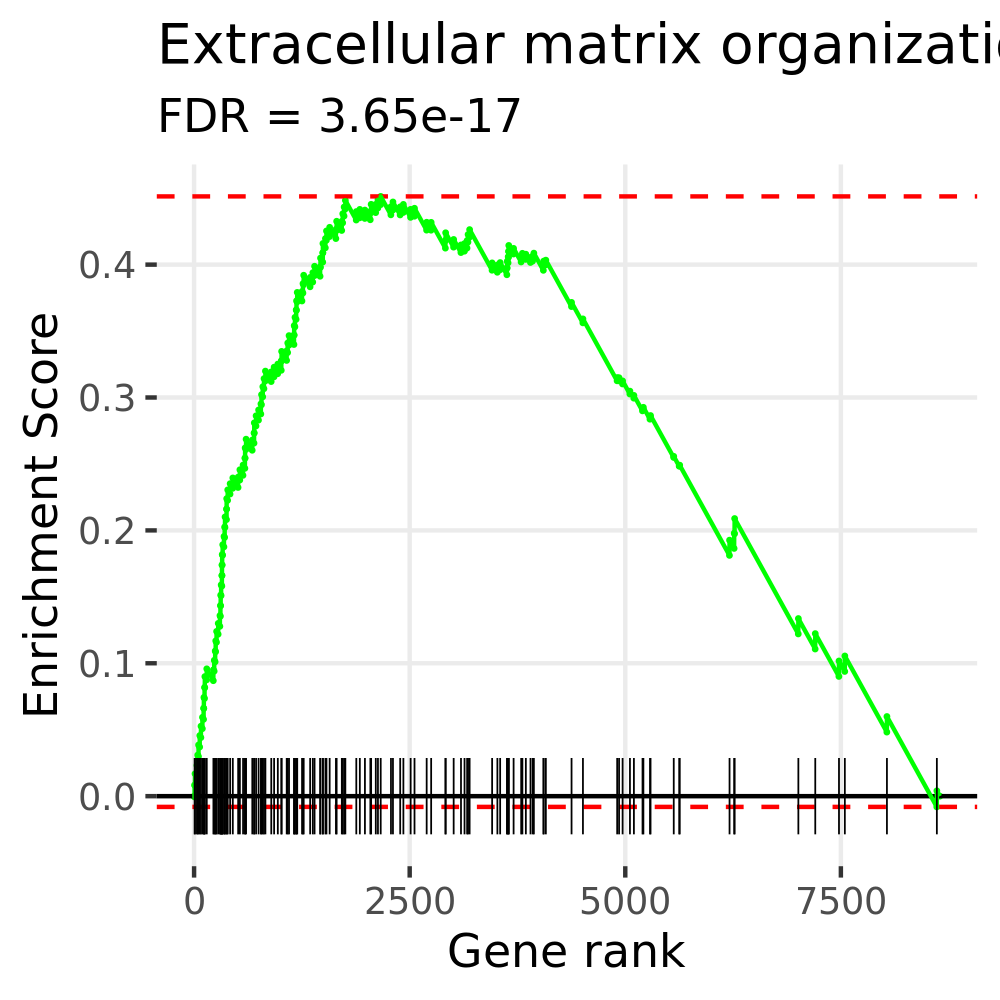 Extracellular matrix organizati
FDR = 3.65e-17
Enrichment Score
0.4
0.3
0.2
0.1
0.0
0 2500 5000 7500
Gene rank